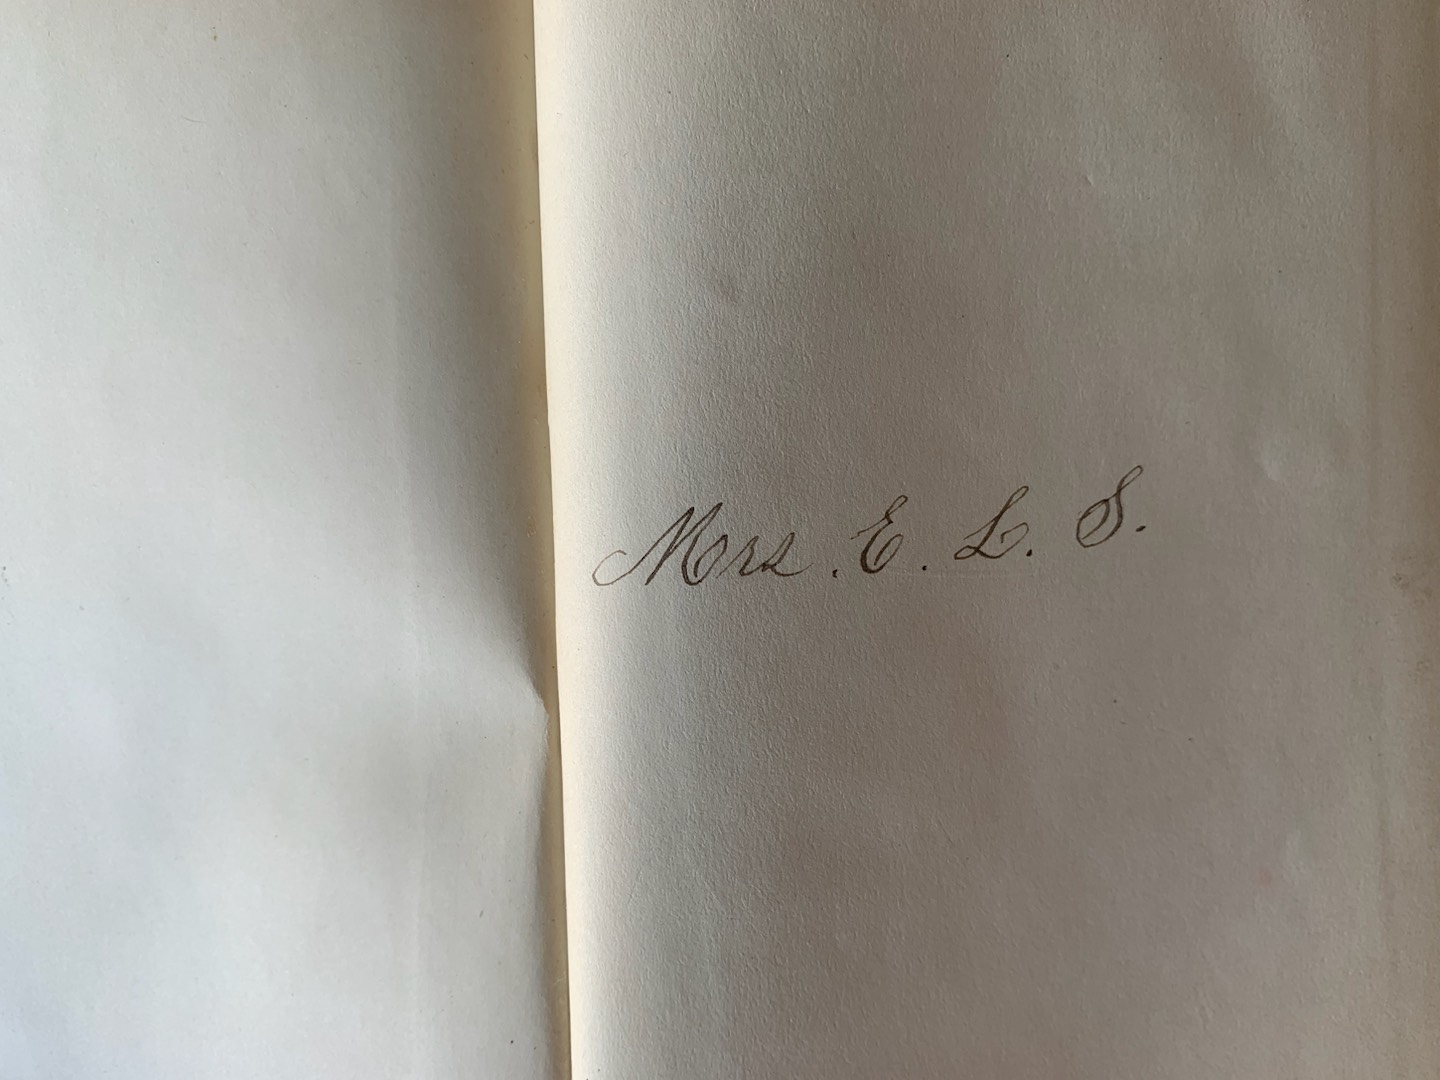 Mrs. E. L. S.